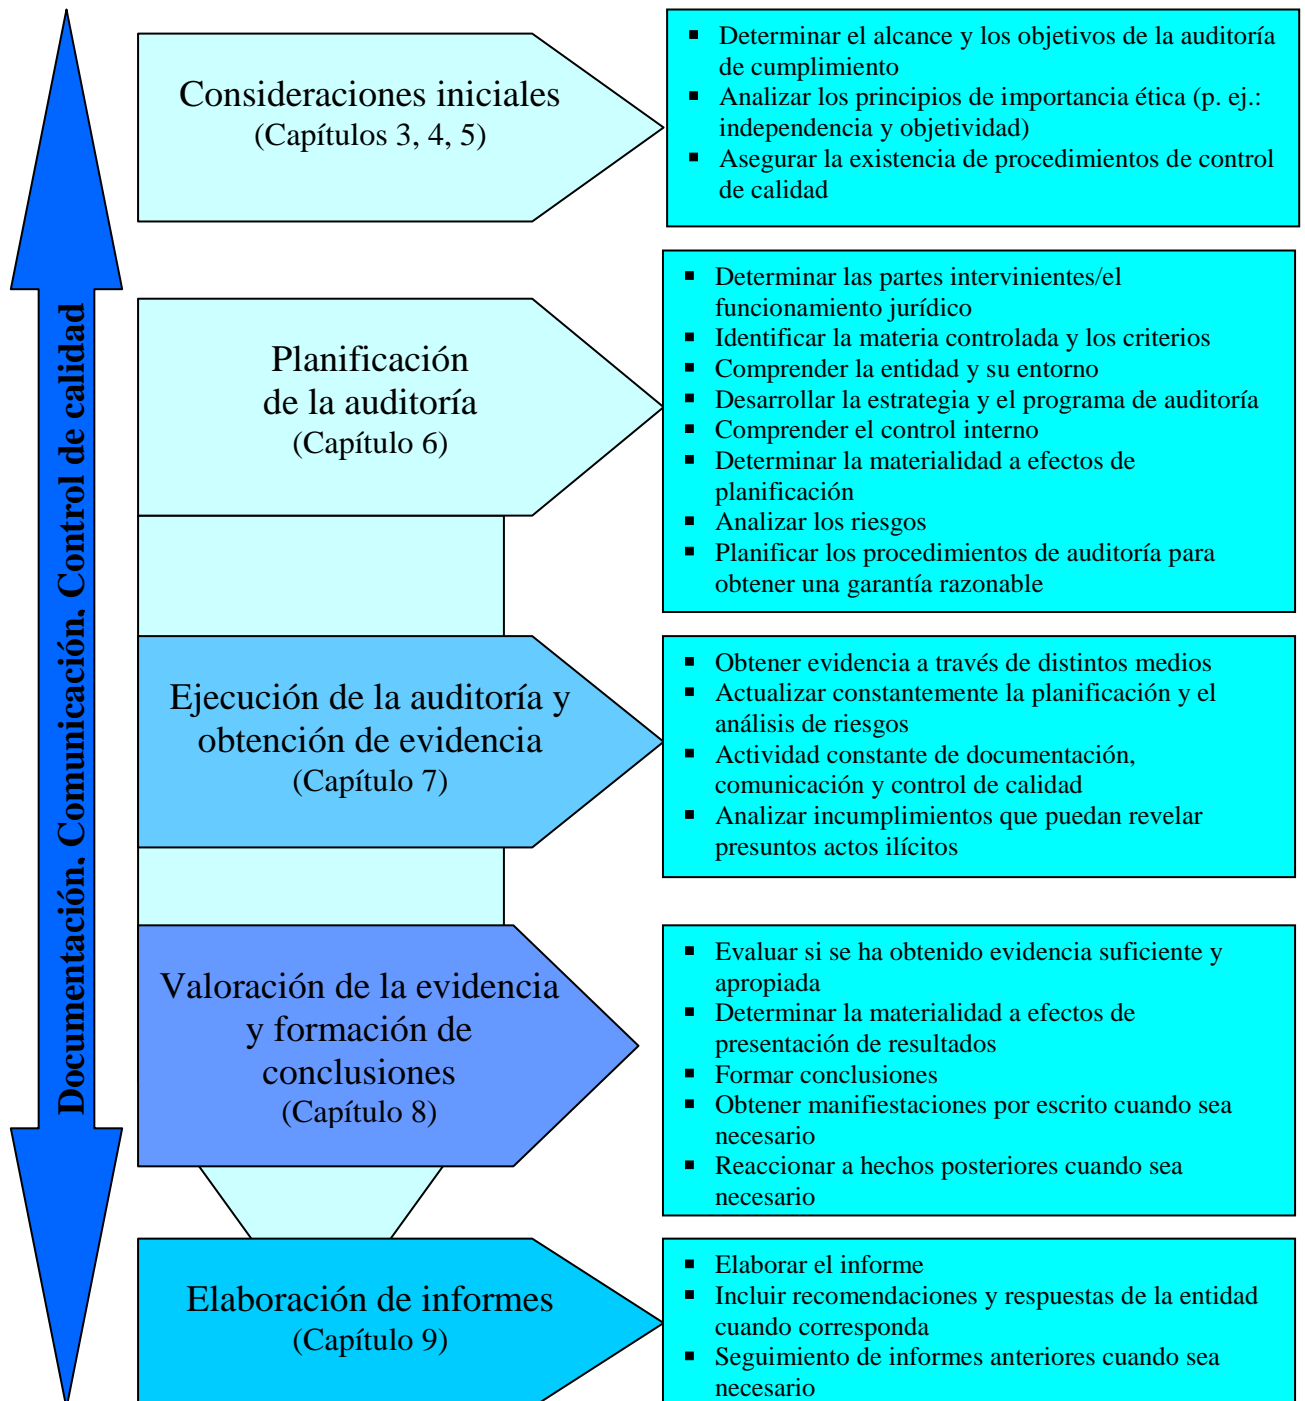 Documentación. Comunicación. Control de calidad
Consideraciones iniciales
(Capítulos 3, 4, 5)
▪ Determinar el alcance y los objetivos de la auditoría
de cumplimiento
▪ Analizar los principios de importancia ética (p. ej.:
independencia y objetividad)
▪ Asegurar la existencia de procedimientos de control
de calidad
Planificación
de la auditoría
(Capítulo 6)
▪ Determinar las partes intervinientes/el
funcionamiento jurídico
▪ Identificar la materia controlada y los criterios
▪ Comprender la entidad y su entorno
▪ Desarrollar la estrategia y el programa de auditoría
▪ Comprender el control interno
▪ Determinar la materialidad a efectos de
planificación
▪ Analizar los riesgos
▪ Planificar los procedimientos de auditoría para
obtener una garantía razonable
Ejecución de la auditoría y
obtención de evidencia
(Capítulo 7)
▪ Obtener evidencia a través de distintos medios
▪ Actualizar constantemente la planificación y el
análisis de riesgos
▪ Actividad constante de documentación,
comunicación y control de calidad
▪ Analizar incumplimientos que puedan revelar
presuntos actos ilícitos
Valoración de la evidencia
y formación de
conclusiones
(Capítulo 8)
▪ Evaluar si se ha obtenido evidencia suficiente y
apropiada
▪ Determinar la materialidad a efectos de
presentación de resultados
▪ Formar conclusiones
▪ Obtener manifiestaciones por escrito cuando sea
necesario
▪ Reaccionar a hechos posteriores cuando sea
necesario
Elaboración de informes
(Capítulo 9)
▪ Elaborar el informe
▪ Incluir recomendaciones y respuestas de la entidad
cuando corresponda
▪ Seguimiento de informes anteriores cuando sea
necesario